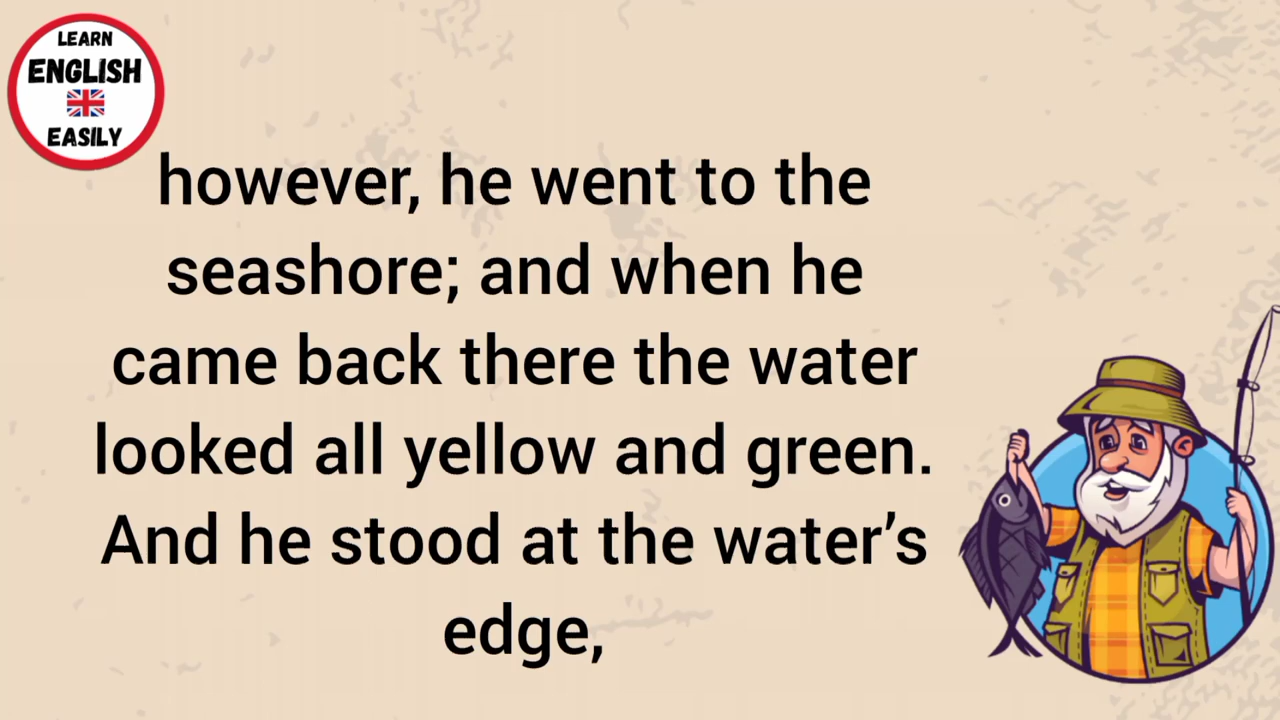 LEARN
ENGLISH
EASILY
however, he went to the
seashore; and when he
came back there the water
looked all yellow and green.
And he stood at the water’s
edge,